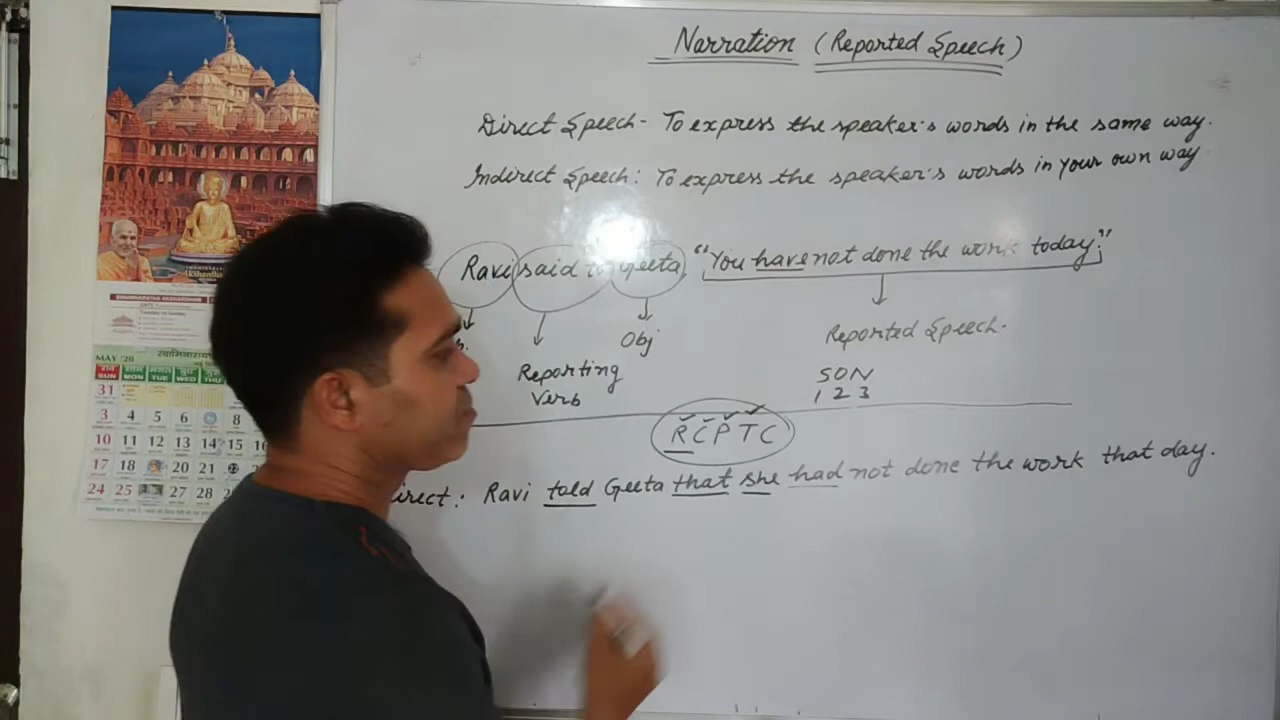 Narration (Reported Speech)
Direct Speech - To express the speaker's words in the same way.
Indirect Speech : To express the speaker's words in your own way
Ravi said to Geeta, "You have not done the work today."
Obj
Reported Speech.
Reporting
Verb
SON
1 2 3
RCPTC
irect : Ravi told Geeta that she had not done the work that day.
MAY '20
स्वामिनारायण
SUN MON TUE WED THU
31
3 4 5 6 8
10 11 12 13 14 15 16
17 18 20 21 22
24 25 27 28